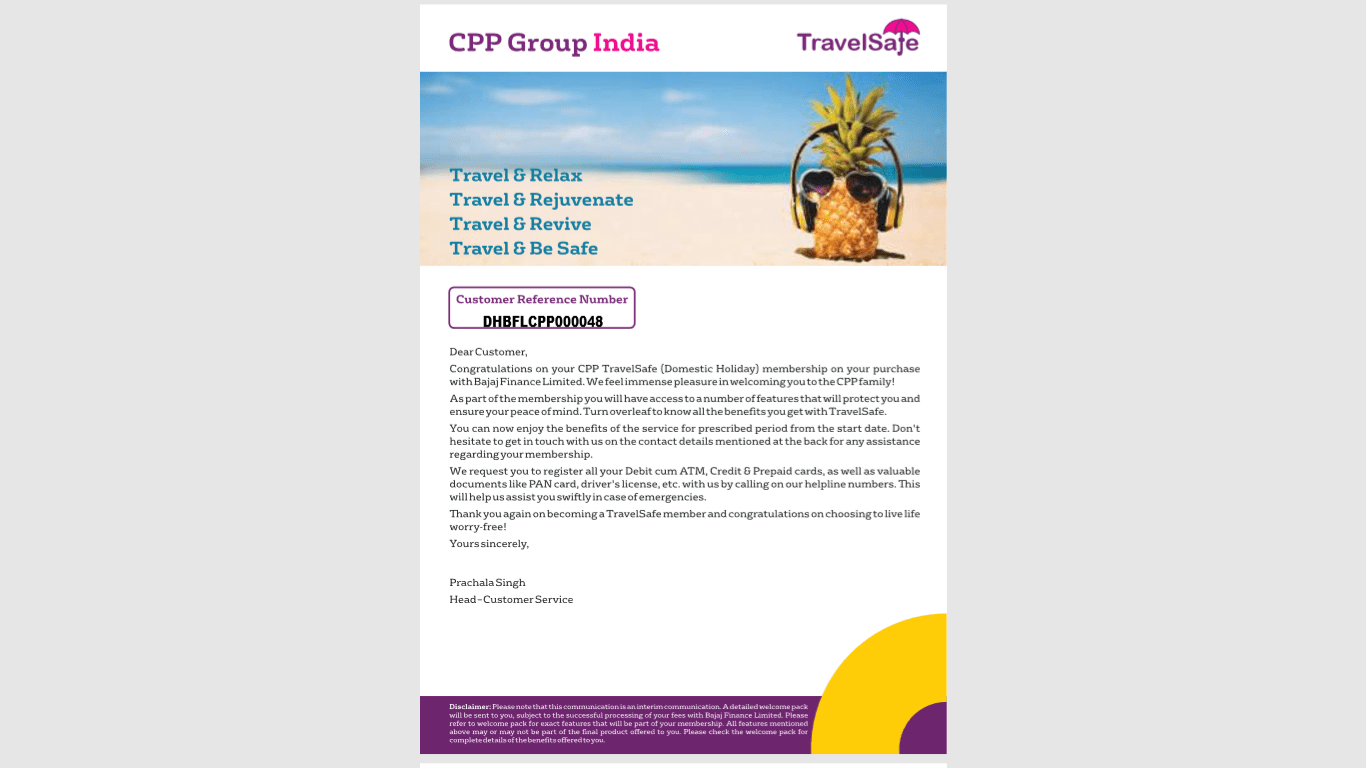 CPP Group India
TravelSafe
Travel & Relax
Travel & Rejuvenate
Travel & Revive
Travel & Be Safe
Customer Reference Number
DHBFLCPP000048
Dear Customer,
Congratulations on your CPP TravelSafe (Domestic Holiday) membership on your purchase
with Bajaj Finance Limited. We feel immense pleasure in welcoming you to the CPP family!
As part of the membership you will have access to a number of features that will protect you and
ensure your peace of mind. Turn overleaf to know all the benefits you get with TravelSafe.
You can now enjoy the benefits of the service for prescribed period from the start date. Don't
hesitate to get in touch with us on the contact details mentioned at the back for any assistance
regarding your membership.
We request you to register all your Debit cum ATM, Credit & Prepaid cards, as well as valuable
documents like PAN card, driver's license, etc. with us by calling on our helpline numbers. This
will help us assist you swiftly in case of emergencies.
Thank you again on becoming a TravelSafe member and congratulations on choosing to live life
worry-free!
Yours sincerely,
Prachala Singh
Head–Customer Service
Disclaimer: Please note that this communication is an interim communication. A detailed welcome pack
will be sent to you, subject to the successful processing of your fees with Bajaj Finance Limited. Please
refer to welcome pack for exact features that will be part of your membership. All features mentioned
above may or may not be part of the final product offered to you. Please check the welcome pack for
complete details of the benefits offered to you.